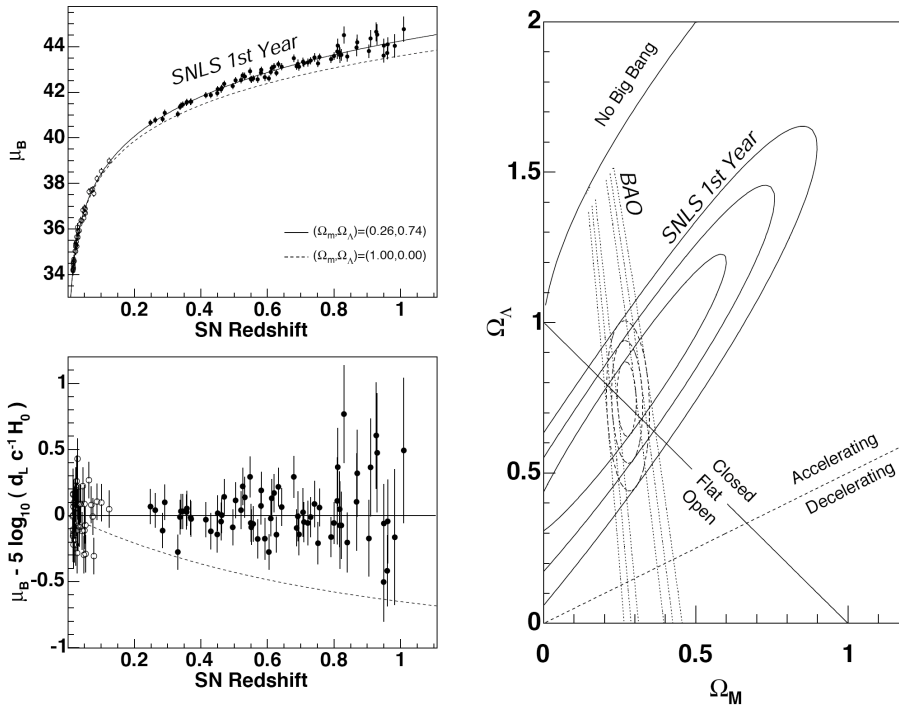 44
42
40
38
36
34
μB
SNLS 1st Year
(Ωm,ΩΛ)=(0.26,0.74)
(Ωm,ΩΛ)=(1.00,0.00)
0.2 0.4 0.6 0.8 1
SN Redshift
1
0.5
0
-0.5
-1
μB - 5 log10 ( dL c-1 H0 )
0.2 0.4 0.6 0.8 1
SN Redshift
2
1.5
1
0.5
0
ΩΛ
No Big Bang
BAO
SNLS 1st Year
Closed
Flat
Open
Accelerating
Decelerating
0 0.5 1
ΩM